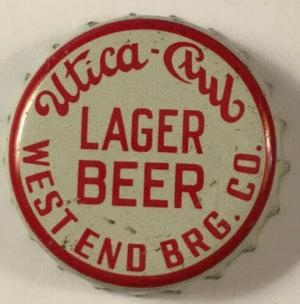 Utica-Club
LAGER
BEER
WEST END BRG. CO.